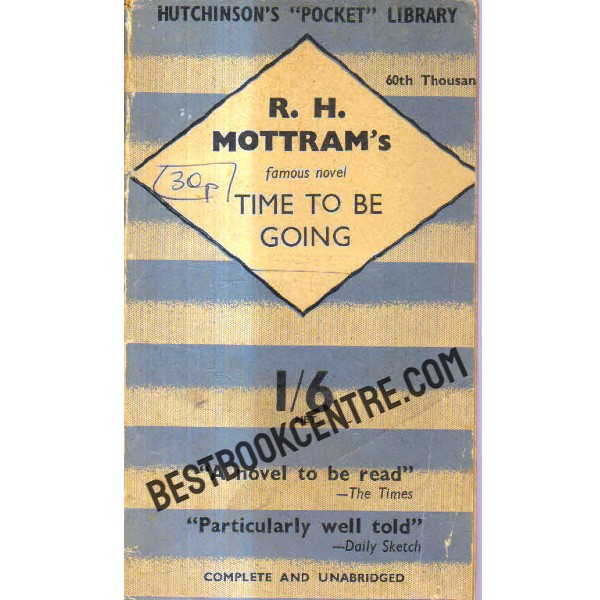 HUTCHINSON'S "POCKET" LIBRARY
60th Thousan
R. H.
MOTTRAM's
famous novel
30p
TIME TO BE
GOING
1/6
NET
BESTBOOKCENTRE.COM
"A novel to be read"
—The Times
"Particularly well told"
—Daily Sketch
COMPLETE AND UNABRIDGED